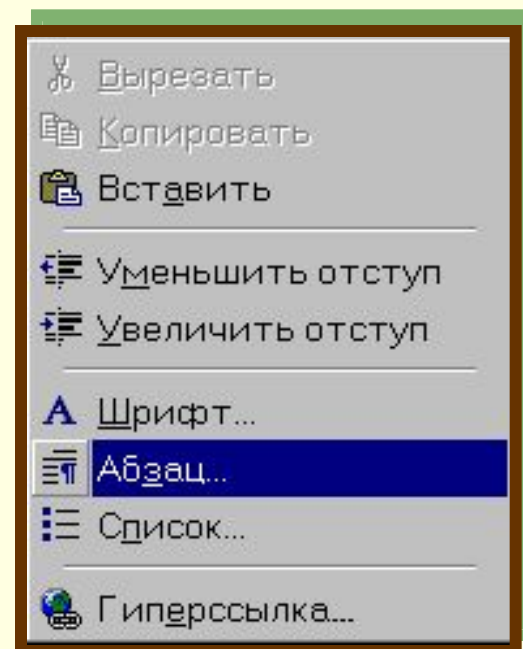 Вырезать
Копировать
Вставить
Уменьшить отступ
Увеличить отступ
Шрифт...
Абзац...
Список...
Гиперссылка...